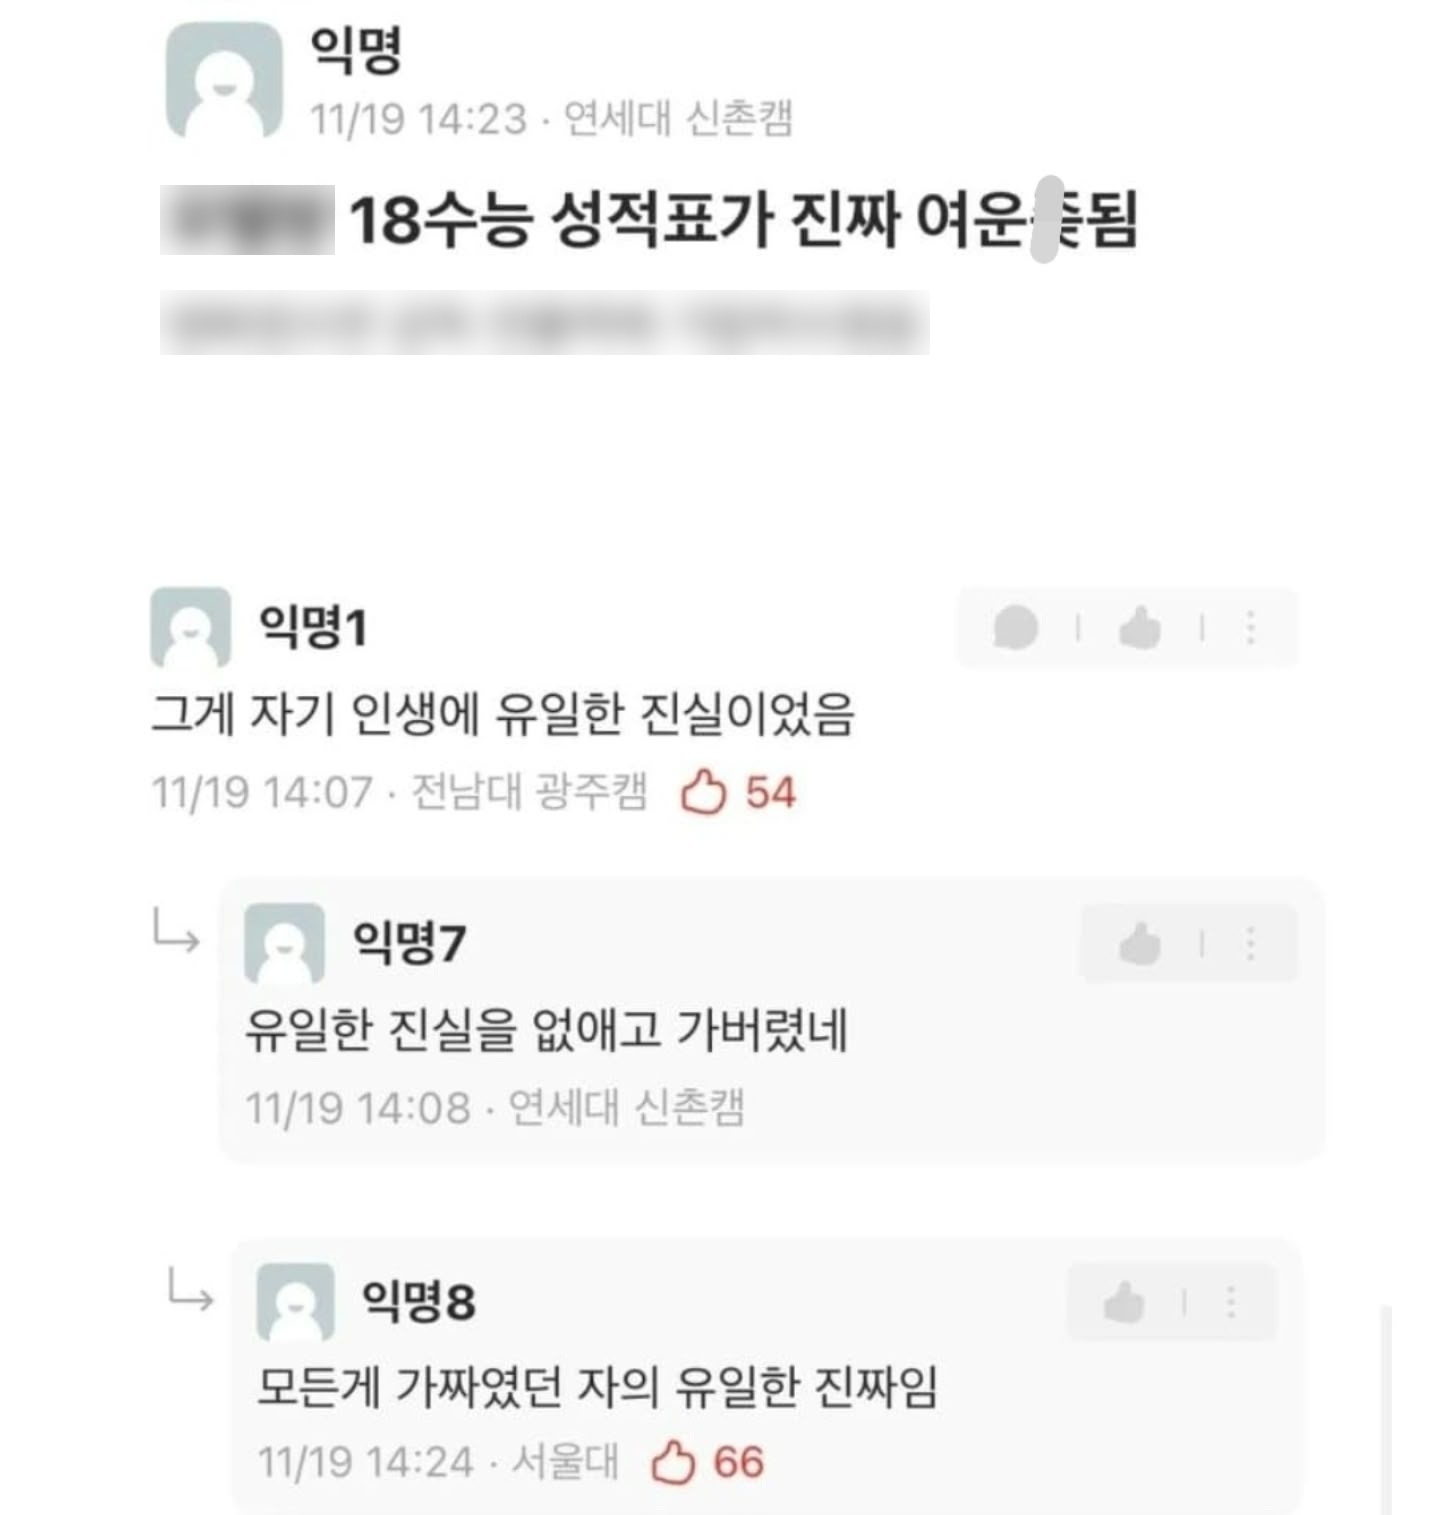 익명
11/19 14:23 · 연세대 신촌캠
18수능 성적표가 진짜 여운 됨
익명1
그게 자기 인생에 유일한 진실이었음
11/19 14:07 · 전남대 광주캠 54
익명7
유일한 진실을 없애고 가버렸네
11/19 14:08 · 연세대 신촌캠
익명8
모든게 가짜였던 자의 유일한 진짜임
11/19 14:24 · 서울대 66